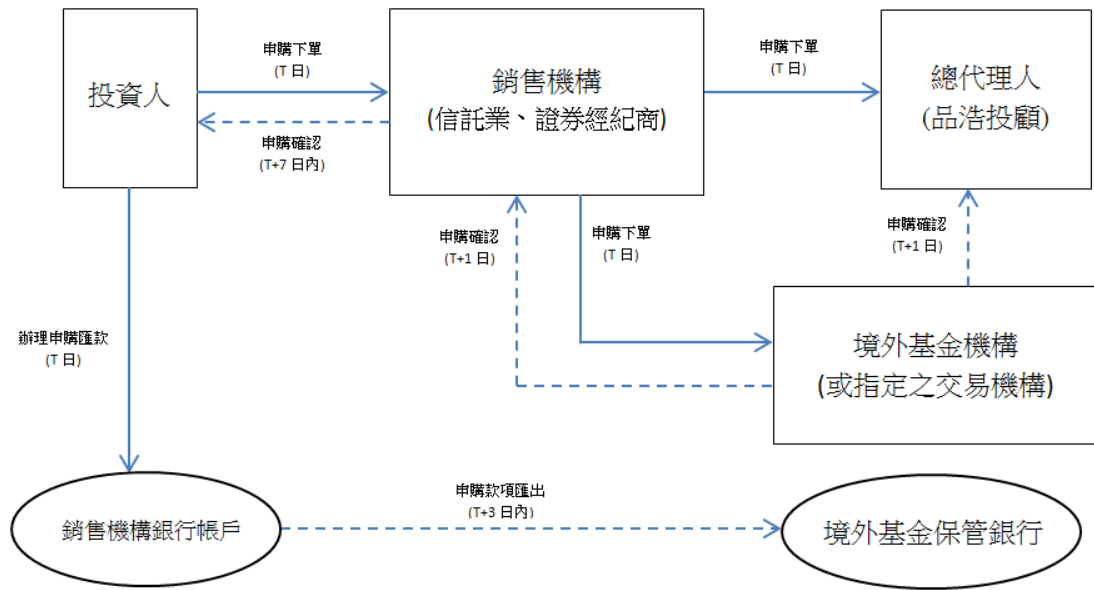 投資人
申購下單
(T 日)
申購確認
(T+7 日內)
銷售機構
(信託業、證券經紀商)
申購下單
(T 日)
總代理人
(品浩投顧)
申購確認
(T+1 日)
申購下單
(T 日)
申購確認
(T+1 日)
辦理申購匯款
(T 日)
境外基金機構
(或指定之交易機構)
銷售機構銀行帳戶
申購款項匯出
(T+3 日內)
境外基金保管銀行